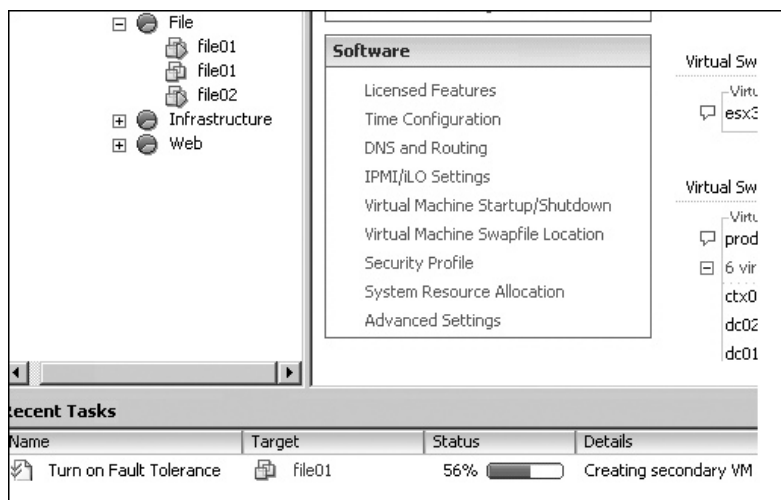 File
file01
file01
file02
Infrastructure
Web
Software
Licensed Features
Time Configuration
DNS and Routing
IPMI/iLO Settings
Virtual Machine Startup/Shutdown
Virtual Machine Swapfile Location
Security Profile
System Resource Allocation
Advanced Settings
Virtual Sw
Virtu
esx3
Virtual Sw
Virtu
prod
6 vir
ctx0
dc02
dc01
Recent Tasks
Name Target Status Details
Turn on Fault Tolerance file01 56% Creating secondary VM